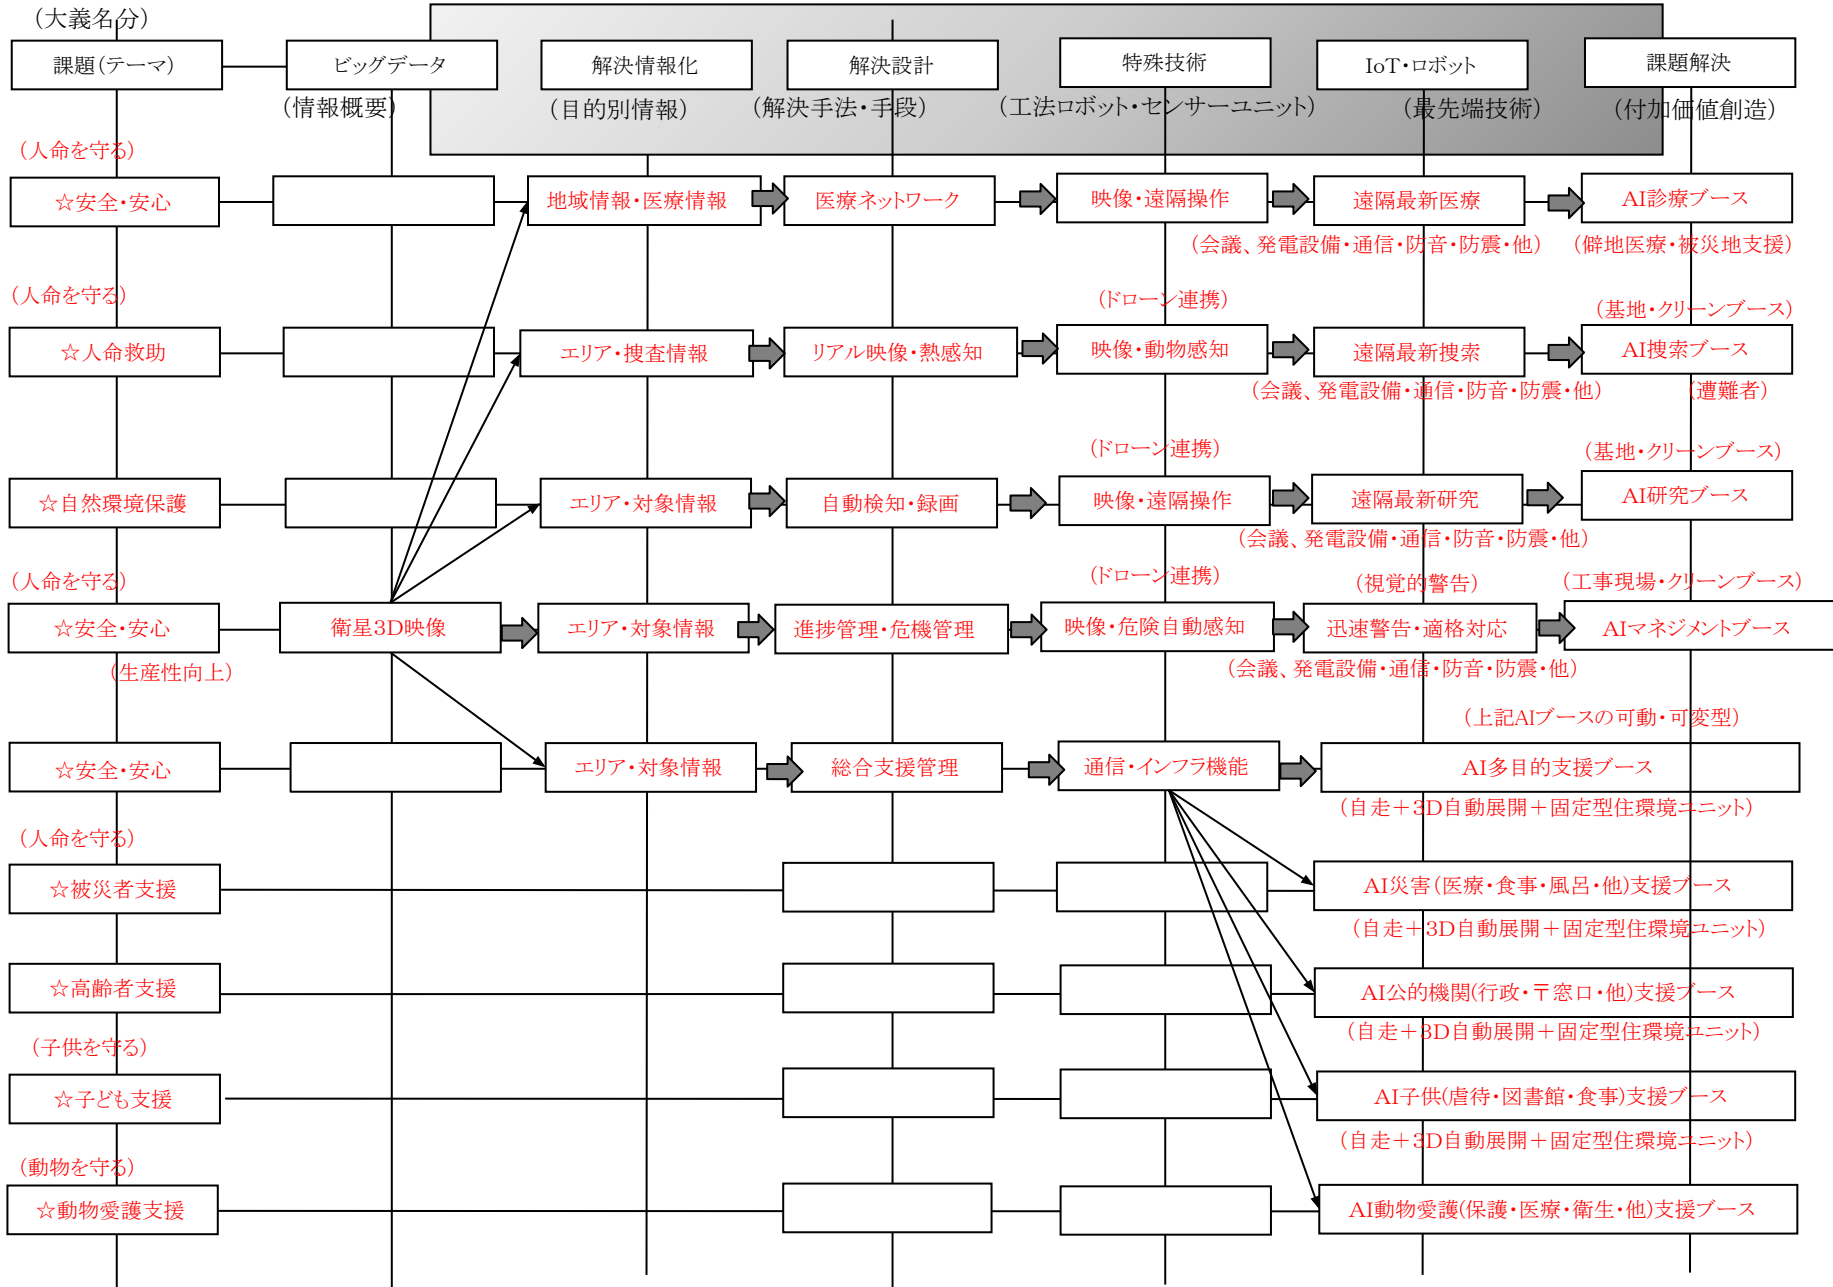 （大義名分）
課題（テーマ）
ビッグデータ
解決情報化
解決設計
特殊技術
IoT・ロボット
課題解決
（情報概要）
（目的別情報）
（解決手法・手段）
（工法ロボット・センサーユニット）
（最先端技術）
（付加価値創造）
（人命を守る）
☆安全・安心
地域情報・医療情報
医療ネットワーク
映像・遠隔操作
遠隔最新医療
AI診療ブース
（会議、発電設備・通信・防音・防震・他）
（僻地医療・被災地支援）
（人命を守る）
（ドローン連携）
（基地・クリーンブース）
☆人命救助
エリア・捜査情報
リアル映像・熱感知
映像・動物感知
遠隔最新捜索
AI捜索ブース
（会議、発電設備・通信・防音・防震・他）
（遭難者）
（ドローン連携）
（基地・クリーンブース）
☆自然環境保護
エリア・対象情報
自動検知・録画
映像・遠隔操作
遠隔最新研究
AI研究ブース
（会議、発電設備・通信・防音・防震・他）
（人命を守る）
（ドローン連携）
（視覚的警告）
（工事現場・クリーンブース）
☆安全・安心
衛星3D映像
エリア・対象情報
進捗管理・危機管理
映像・危険自動感知
迅速警告・適格対応
AIマネジメントブース
（生産性向上）
（会議、発電設備・通信・防音・防震・他）
（上記AIブースの可動・可変型）
☆安全・安心
エリア・対象情報
総合支援管理
通信・インフラ機能
AI多目的支援ブース
（自走＋3D自動展開＋固定型住環境ユニット）
（人命を守る）
☆被災者支援
AI災害（医療・食事・風呂・他）支援ブース
（自走＋3D自動展開＋固定型住環境ユニット）
☆高齢者支援
AI公的機関(行政・〒窓口・他)支援ブース
（自走＋3D自動展開＋固定型住環境ユニット）
（子供を守る）
☆子ども支援
AI子供(虐待・図書館・食事)支援ブース
（自走＋3D自動展開＋固定型住環境ユニット）
（動物を守る）
☆動物愛護支援
AI動物愛護(保護・医療・衛生・他)支援ブース